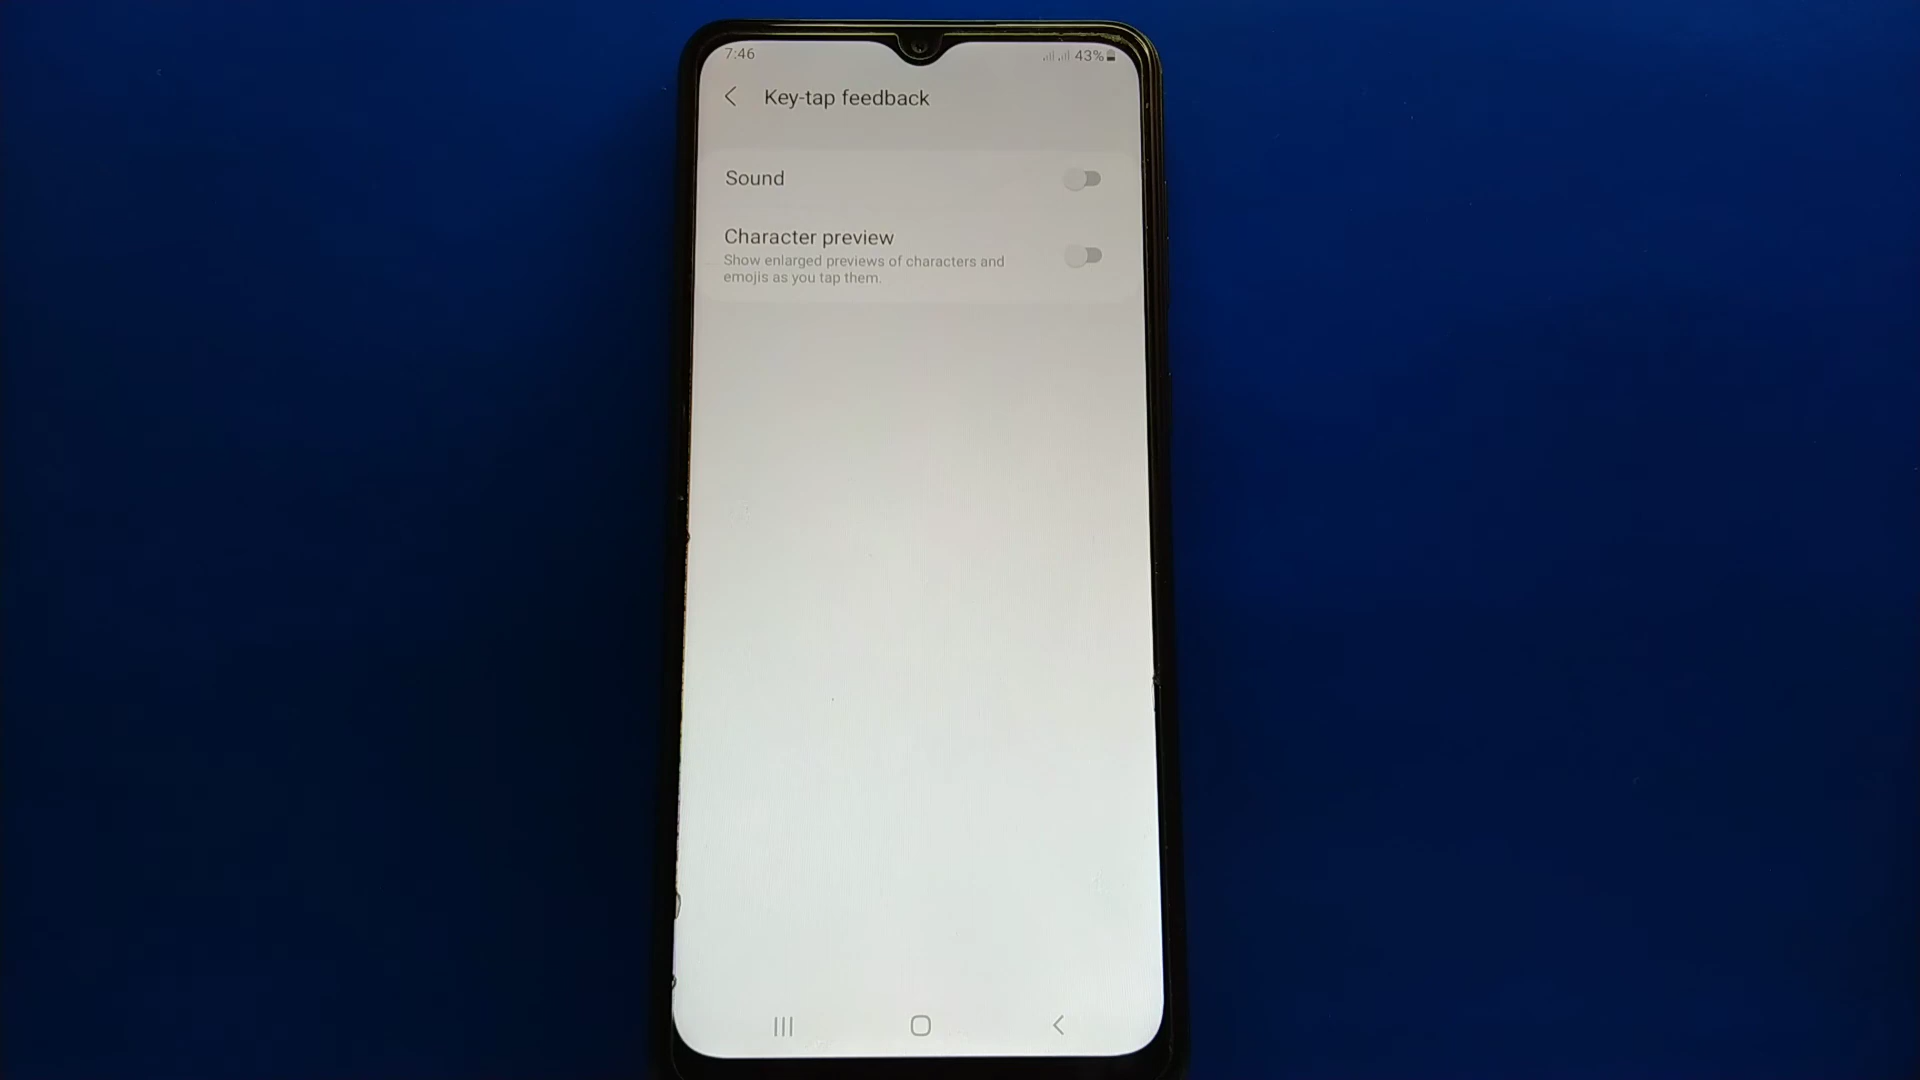 7:46
43%
Key-tap feedback
Sound
Character preview
Show enlarged previews of characters and
emojis as you tap them.